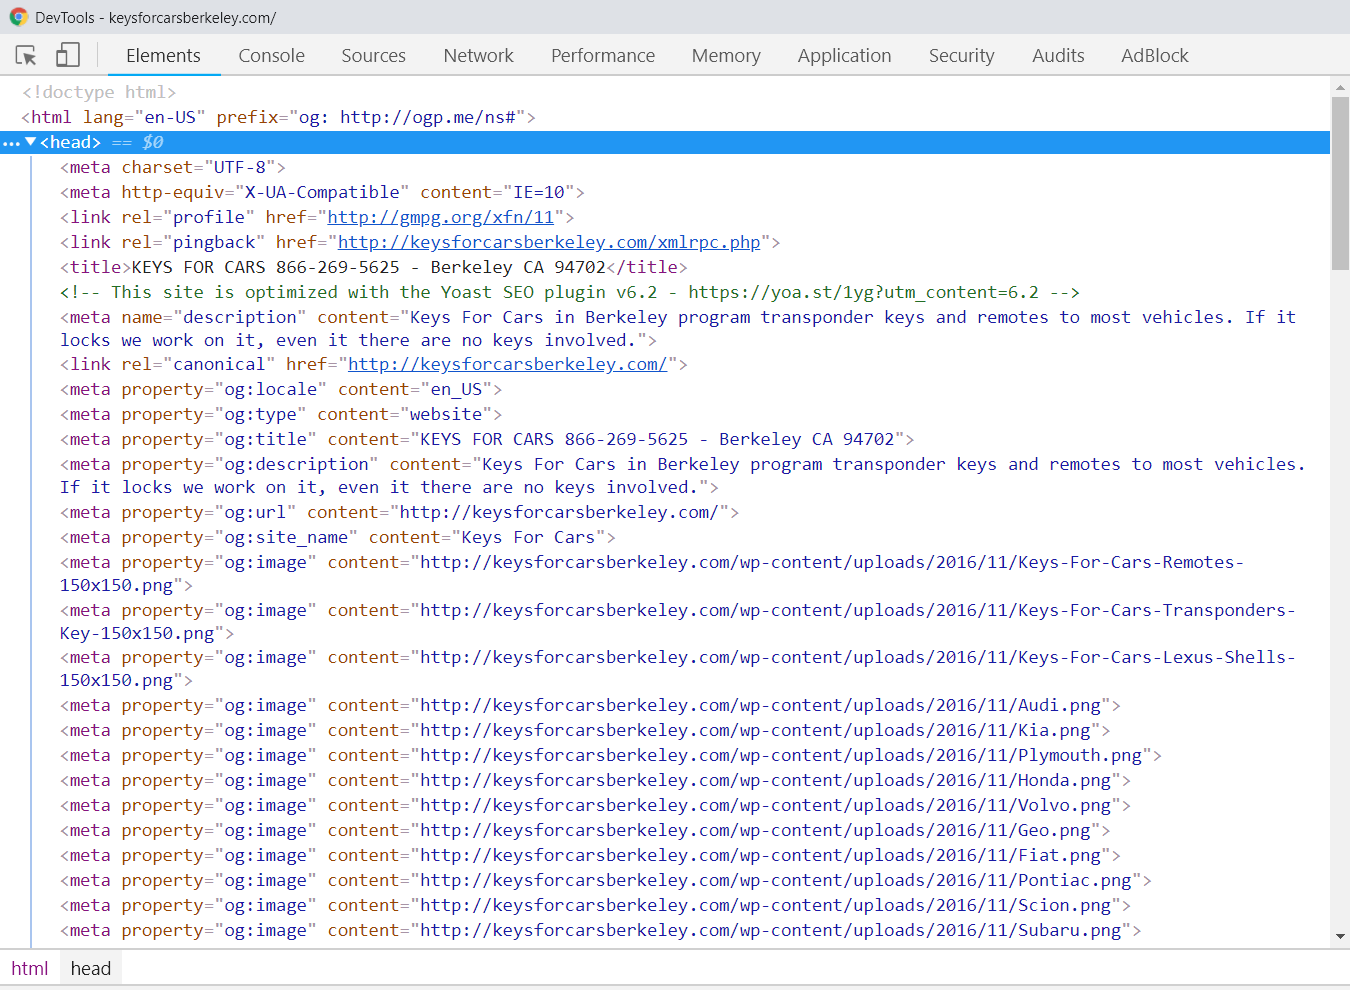 DevTools - keysforcarsberkeley.com/
Elements Console Sources Network Performance Memory Application Security Audits AdBlock
<!doctype html>
<html lang="en-US" prefix="og: http://ogp.me/ns#">
... ▼<head> == $0
<meta charset="UTF-8">
<meta http-equiv="X-UA-Compatible" content="IE=10">
<link rel="profile" href="http://gmpg.org/xfn/11">
<link rel="pingback" href="http://keysforcarsberkeley.com/xmlrpc.php">
<title>KEYS FOR CARS 866-269-5625 - Berkeley CA 94702</title>
<!-- This site is optimized with the Yoast SEO plugin v6.2 - https://yoa.st/1yg?utm_content=6.2 -->
<meta name="description" content="Keys For Cars in Berkeley program transponder keys and remotes to most vehicles. If it
locks we work on it, even it there are no keys involved.">
<link rel="canonical" href="http://keysforcarsberkeley.com/">
<meta property="og:locale" content="en_US">
<meta property="og:type" content="website">
<meta property="og:title" content="KEYS FOR CARS 866-269-5625 - Berkeley CA 94702">
<meta property="og:description" content="Keys For Cars in Berkeley program transponder keys and remotes to most vehicles.
If it locks we work on it, even it there are no keys involved.">
<meta property="og:url" content="http://keysforcarsberkeley.com/">
<meta property="og:site_name" content="Keys For Cars">
<meta property="og:image" content="http://keysforcarsberkeley.com/wp-content/uploads/2016/11/Keys-For-Cars-Remotes-
150x150.png">
<meta property="og:image" content="http://keysforcarsberkeley.com/wp-content/uploads/2016/11/Keys-For-Cars-Transponders-
Key-150x150.png">
<meta property="og:image" content="http://keysforcarsberkeley.com/wp-content/uploads/2016/11/Keys-For-Cars-Lexus-Shells-
150x150.png">
<meta property="og:image" content="http://keysforcarsberkeley.com/wp-content/uploads/2016/11/Audi.png">
<meta property="og:image" content="http://keysforcarsberkeley.com/wp-content/uploads/2016/11/Kia.png">
<meta property="og:image" content="http://keysforcarsberkeley.com/wp-content/uploads/2016/11/Plymouth.png">
<meta property="og:image" content="http://keysforcarsberkeley.com/wp-content/uploads/2016/11/Honda.png">
<meta property="og:image" content="http://keysforcarsberkeley.com/wp-content/uploads/2016/11/Volvo.png">
<meta property="og:image" content="http://keysforcarsberkeley.com/wp-content/uploads/2016/11/Geo.png">
<meta property="og:image" content="http://keysforcarsberkeley.com/wp-content/uploads/2016/11/Fiat.png">
<meta property="og:image" content="http://keysforcarsberkeley.com/wp-content/uploads/2016/11/Pontiac.png">
<meta property="og:image" content="http://keysforcarsberkeley.com/wp-content/uploads/2016/11/Scion.png">
<meta property="og:image" content="http://keysforcarsberkeley.com/wp-content/uploads/2016/11/Subaru.png">
html head